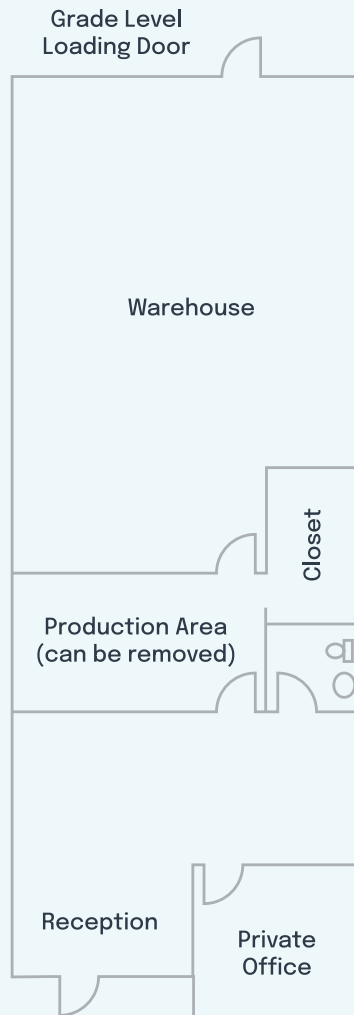 Grade Level
Loading Door
Warehouse
Closet
Production Area
(can be removed)
Reception
Private
Office